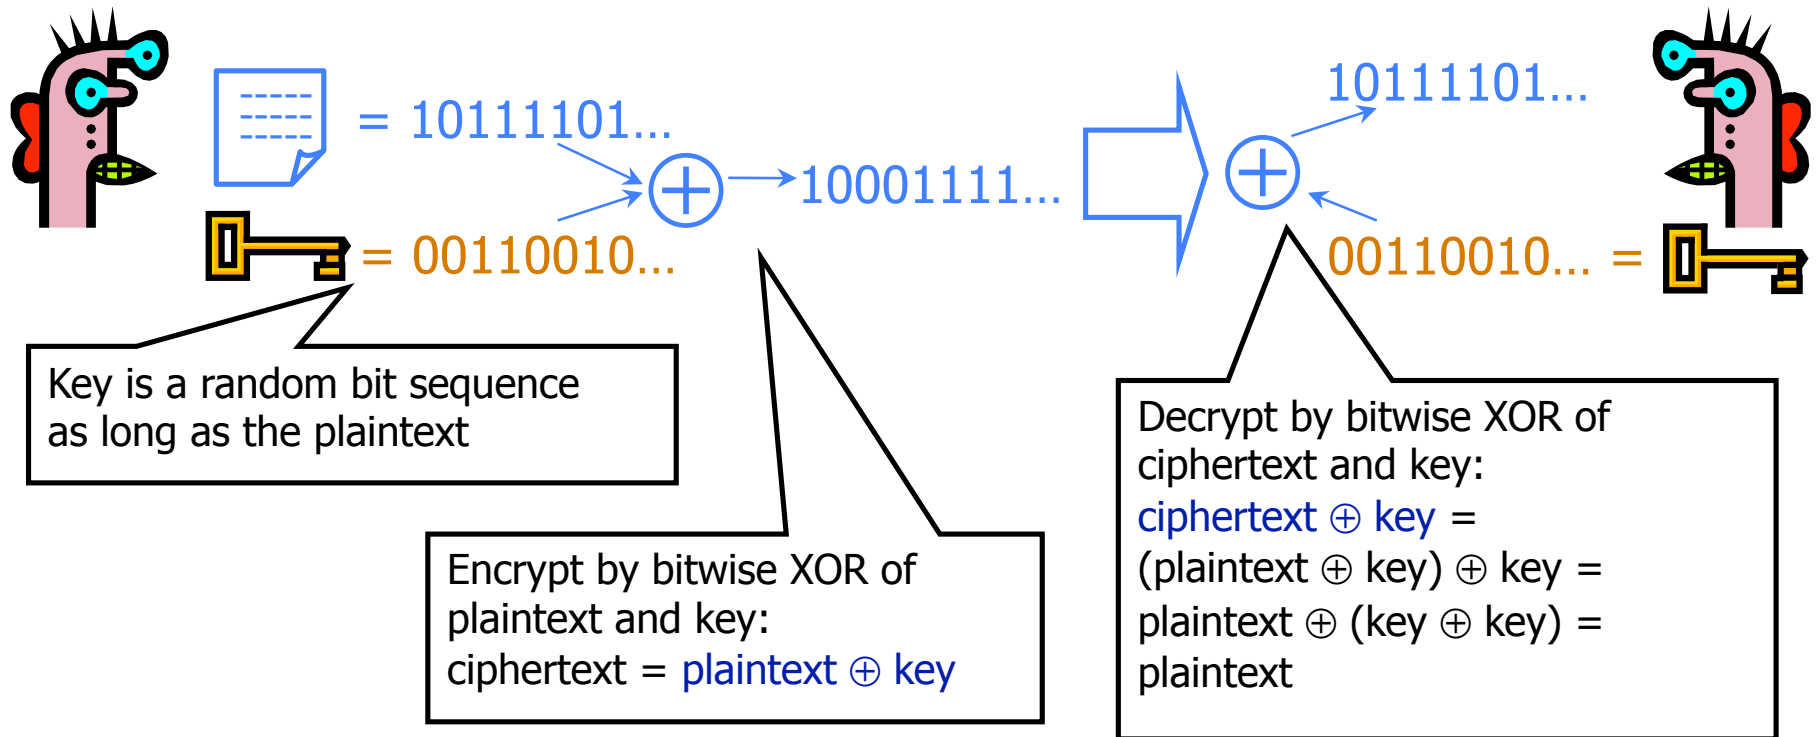 = 10111101...
= 00110010...
10001111...
10111101...
00110010... =
Key is a random bit sequence
as long as the plaintext
Encrypt by bitwise XOR of
plaintext and key:
ciphertext = plaintext ⊕ key
Decrypt by bitwise XOR of
ciphertext and key:
ciphertext ⊕ key =
(plaintext ⊕ key) ⊕ key =
plaintext ⊕ (key ⊕ key) =
plaintext